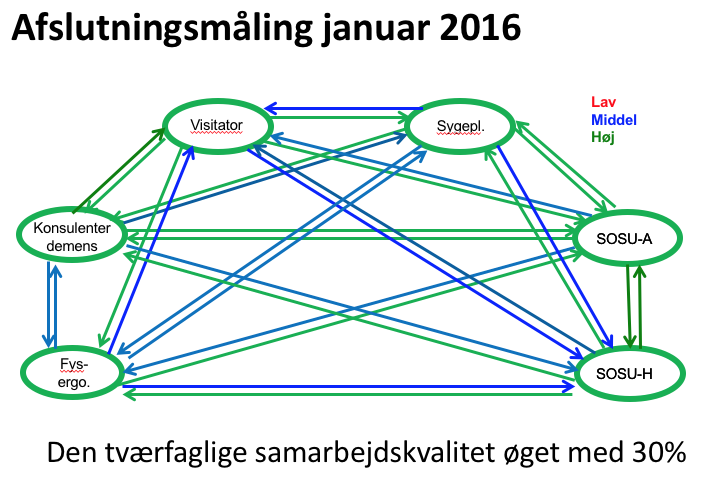 Afslutningsmåling januar 2016
Lav
Middel
Høj
Visitator
Sygepl.
Konsulenter
demens
SOSU-A
Fys-
ergo.
SOSU-H
Den tværfaglige samarbejdskvalitet øget med 30%